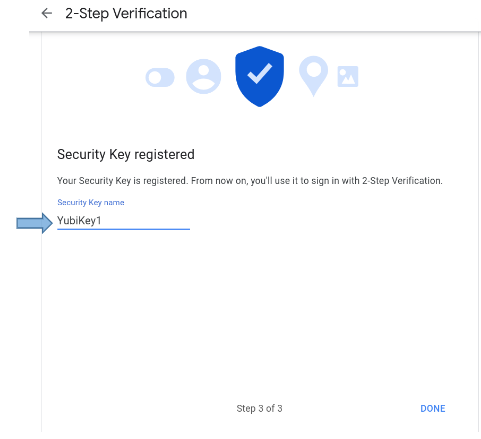 2-Step Verification
Security Key registered
Your Security Key is registered. From now on, you'll use it to sign in with 2-Step Verification.
Security Key name
YubiKey1
Step 3 of 3
DONE